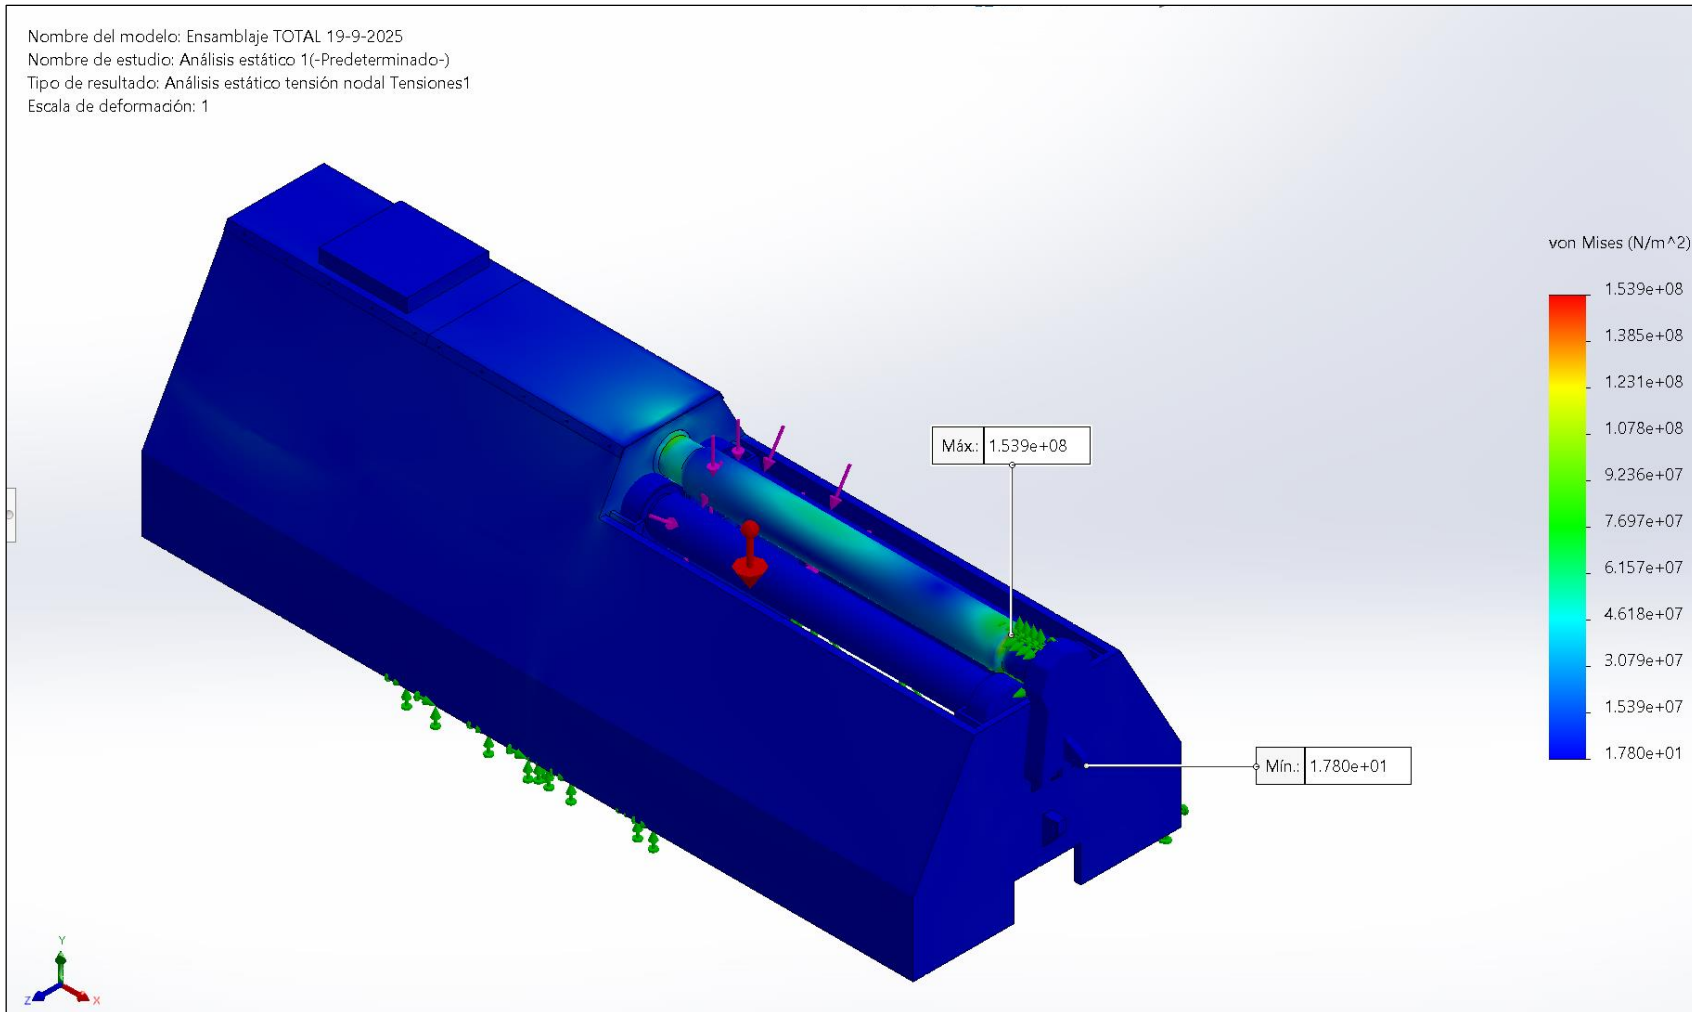 Nombre del modelo: Ensamblaje TOTAL 19-9-2025
Nombre de estudio: Análisis estático 1(-Predeterminado-)
Tipo de resultado: Análisis estático tensión nodal Tensiones1
Escala de deformación: 1
von Mises (N/m^2)
1.539e+08
1.385e+08
1.231e+08
1.078e+08
9.236e+07
7.697e+07
6.157e+07
4.618e+07
3.079e+07
1.539e+07
1.780e+01
Máx.: 1.539e+08
Mín.: 1.780e+01
Y
Z
X